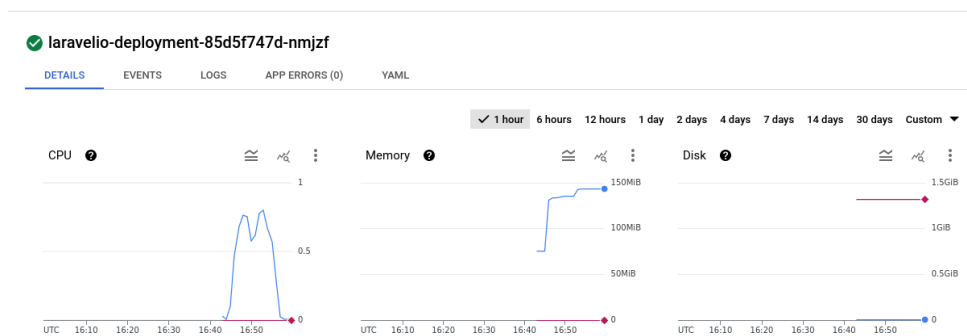 laravelio-deployment-85d5f747d-nmjzf
DETAILS EVENTS LOGS APP ERRORS (0) YAML
1 hour 6 hours 12 hours 1 day 2 days 4 days 7 days 14 days 30 days Custom
CPU
1
0.5
0
UTC 16:10 16:20 16:30 16:40 16:50
Memory
150MiB
100MiB
50MiB
0
UTC 16:10 16:20 16:30 16:40 16:50
Disk
1.5GiB
1GiB
0.5GiB
0
UTC 16:10 16:20 16:30 16:40 16:50